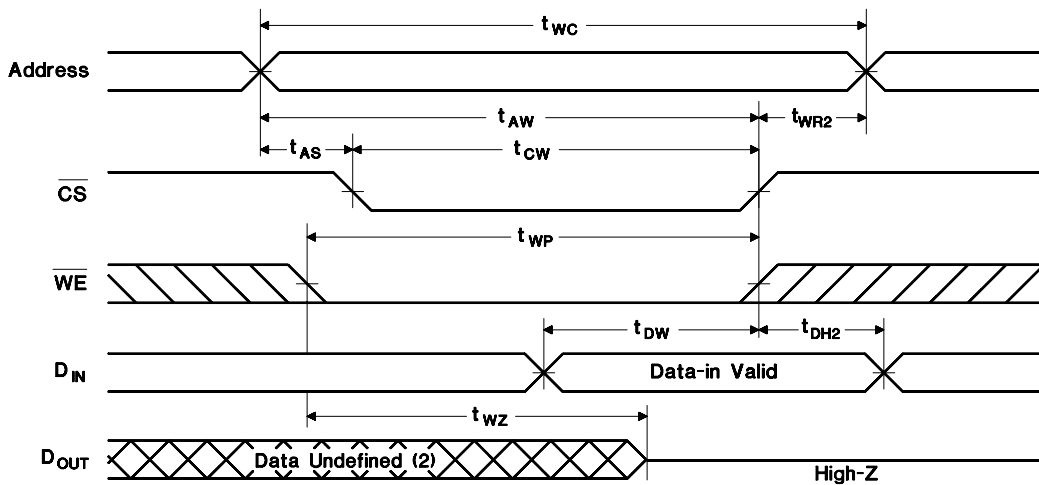 tWC
Address
tAW
tWR2
tAS
tCW
CS
tWP
WE
tDW
tDH2
DIN
Data-in Valid
tWZ
DOUT
Data Undefined (2)
High-Z